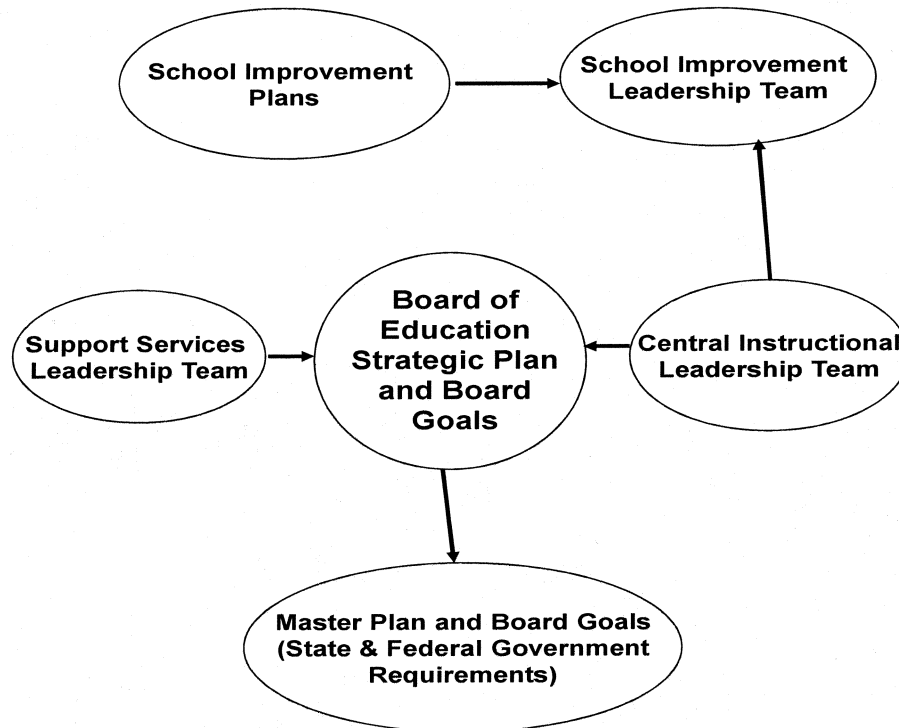 School Improvement
Plans
School Improvement
Leadership Team
Support Services
Leadership Team
Board of
Education
Strategic Plan
and Board
Goals
Central Instructional
Leadership Team
Master Plan and Board Goals
(State & Federal Government
Requirements)